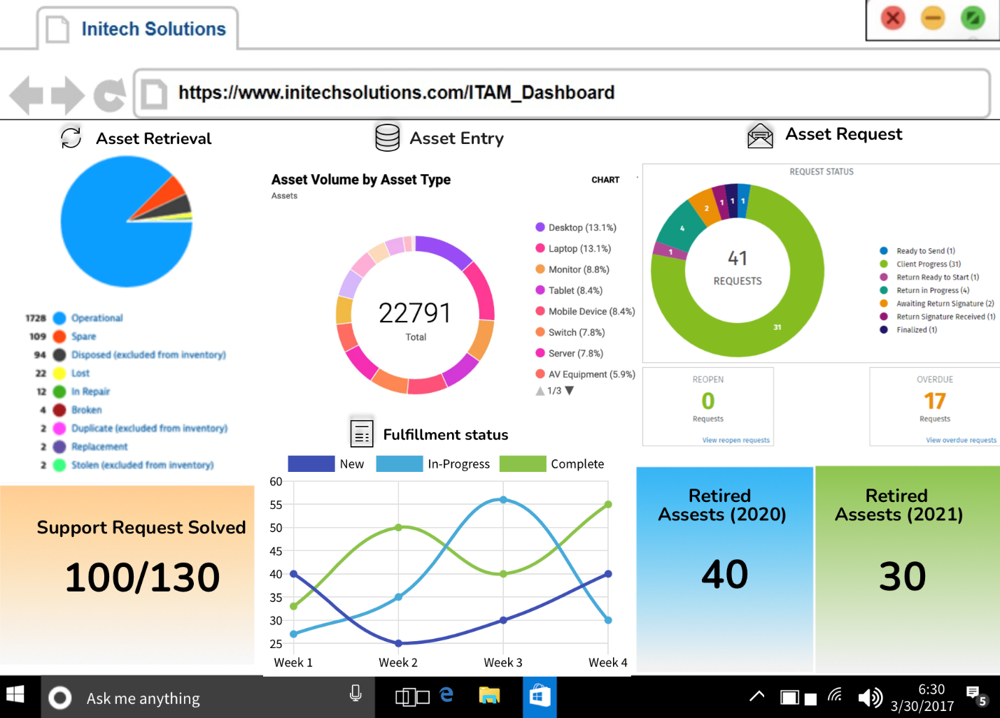 Initech Solutions
https://www.initechsolutions.com/ITAM_Dashboard
Asset Retrieval
1728 Operational
109 Spare
94 Disposed (excluded from inventory)
22 Lost
12 In Repair
4 Broken
2 Duplicate (excluded from inventory)
2 Replacement
2 Stolen (excluded from inventory)
Asset Entry
Asset Volume by Asset Type
CHART
Assets
22791
Total
Desktop (13.1%)
Laptop (13.1%)
Monitor (8.8%)
Tablet (8.4%)
Mobile Device (8.4%)
Switch (7.8%)
Server (7.8%)
AV Equipment (5.9%)
1/3
Asset Request
REQUEST STATUS
1
31
1
4
2
1
1
41
REQUESTS
Ready to Send (1)
Client Progress (31)
Return Ready to Start (1)
Return in Progress (4)
Awaiting Return Signature (2)
Return Signature Received (1)
Finalized (1)
REOPEN
0
Requests
View reopen requests
OVERDUE
17
Requests
View overdue requests
Support Request Solved
100/130
Fulfillment status
New In-Progress Complete
60
55
50
45
40
35
30
25
Week 1 Week 2 Week 3 Week 4
Retired
Assests (2020)
40
Retired
Assests (2021)
30
Ask me anything
6:30
3/30/2017
5